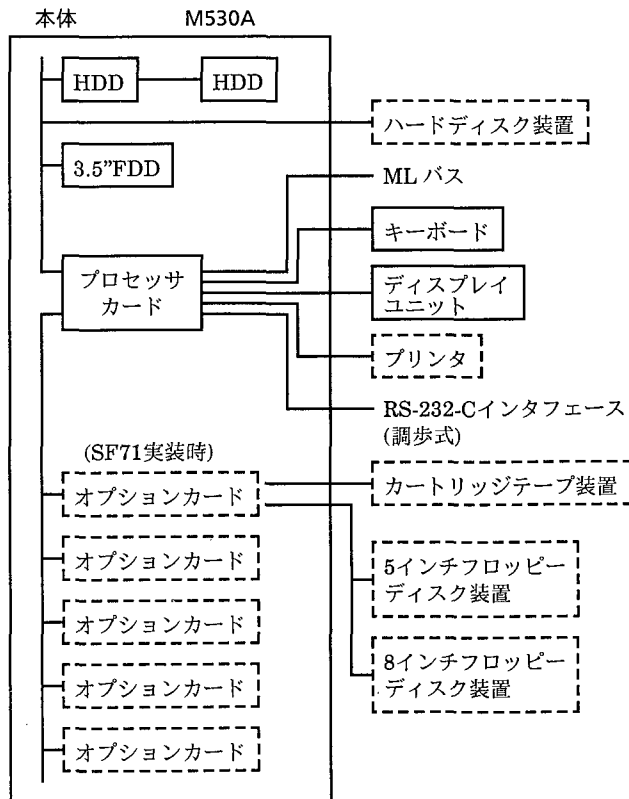 本体 M530A
HDD HDD
ハードディスク装置
3.5"FDD
ML バス
キーボード
プロセッサ
カード
ディスプレイ
ユニット
プリンタ
RS-232-Cインタフェース
(調歩式)
(SF71実装時)
オプションカード
カートリッジテープ装置
オプションカード
5インチフロッピー
ディスク装置
オプションカード
8インチフロッピー
ディスク装置
オプションカード
オプションカード